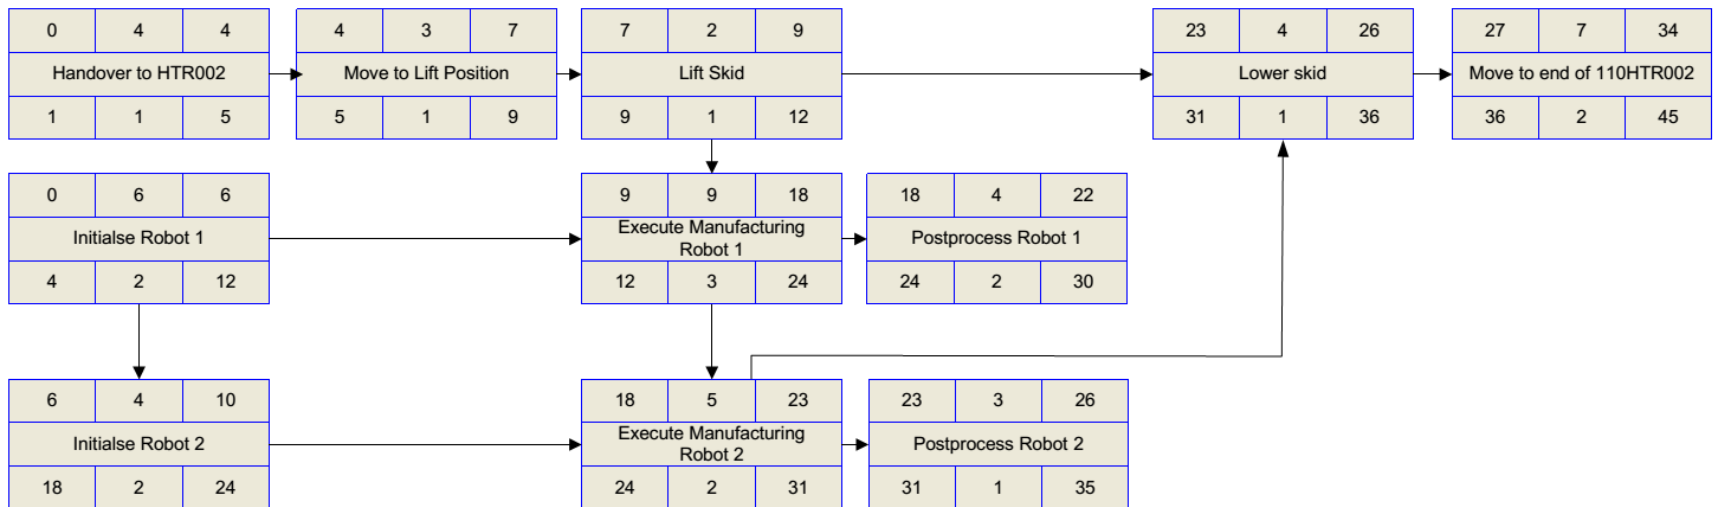 0 4 4
Handover to HTR002
1 1 5
4 3 7
Move to Lift Position
5 1 9
7 2 9
Lift Skid
9 1 12
23 4 26
Lower skid
31 1 36
27 7 34
Move to end of 110HTR002
36 2 45
0 6 6
Initialse Robot 1
4 2 12
9 9 18
Execute Manufacturing
Robot 1
12 3 24
18 4 22
Postprocess Robot 1
24 2 30
6 4 10
Initialse Robot 2
18 2 24
18 5 23
Execute Manufacturing
Robot 2
24 2 31
23 3 26
Postprocess Robot 2
31 1 35